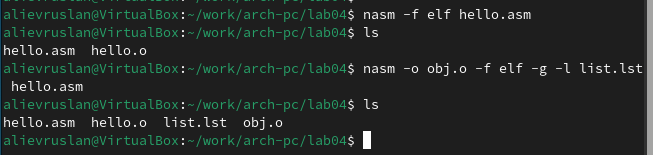 alievruslan@VirtualBox:~/work/arch-pc/lab04$ nasm -f elf hello.asm
alievruslan@VirtualBox:~/work/arch-pc/lab04$ ls
hello.asm  hello.o
alievruslan@VirtualBox:~/work/arch-pc/lab04$ nasm -o obj.o -f elf -g -l list.lst
 hello.asm
alievruslan@VirtualBox:~/work/arch-pc/lab04$ ls
hello.asm  hello.o  list.lst  obj.o
alievruslan@VirtualBox:~/work/arch-pc/lab04$